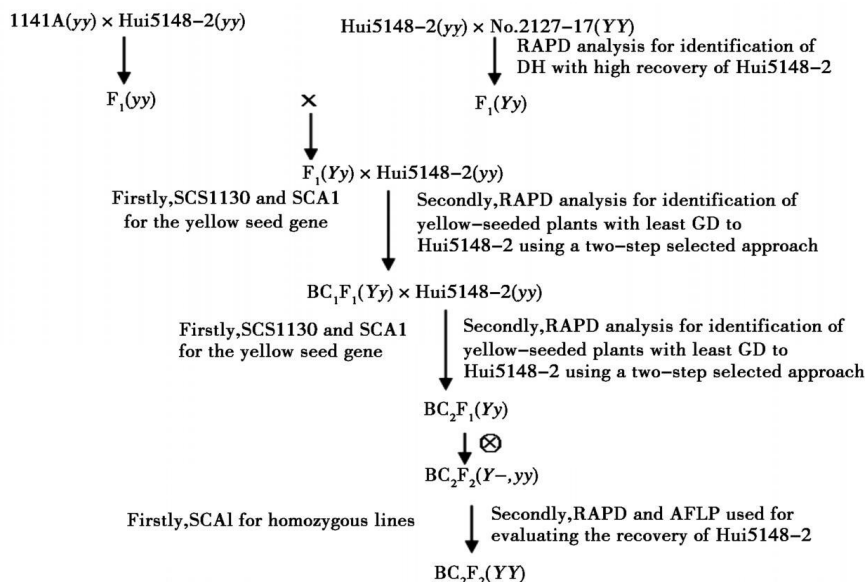 1141A(yy) × Hui5148-2(yy)
Hui5148-2(yy) × No.2127-17(YY)
RAPD analysis for identification of
DH with high recovery of Hui5148-2
F₁(yy)
×
F₁(Yy)
F₁(Yy) × Hui5148-2(yy)
Firstly,SCS1130 and SCA1
for the yellow seed gene
Secondly,RAPD analysis for identification of
yellow-seeded plants with least GD to
Hui5148-2 using a two-step selected approach
BC₁F₁(Yy) × Hui5148-2(yy)
Firstly,SCS1130 and SCA1
for the yellow seed gene
Secondly,RAPD analysis for identification of
yellow-seeded plants with least GD to
Hui5148-2 using a two-step selected approach
BC₂F₁(Yy)
⊗
BC₂F₂(Y-,yy)
Firstly,SCAl for homozygous lines
Secondly,RAPD and AFLP used for
evaluating the recovery of Hui5148-2
BC₂F₂(YY)